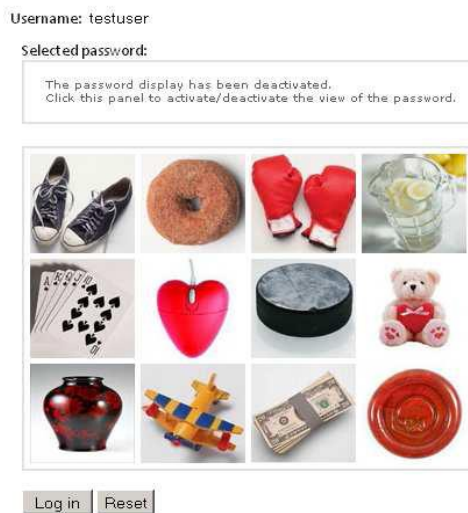 Username: testuser
Selected password:
The password display has been deactivated.
Click this panel to activate/deactivate the view of the password.
Log in
Reset